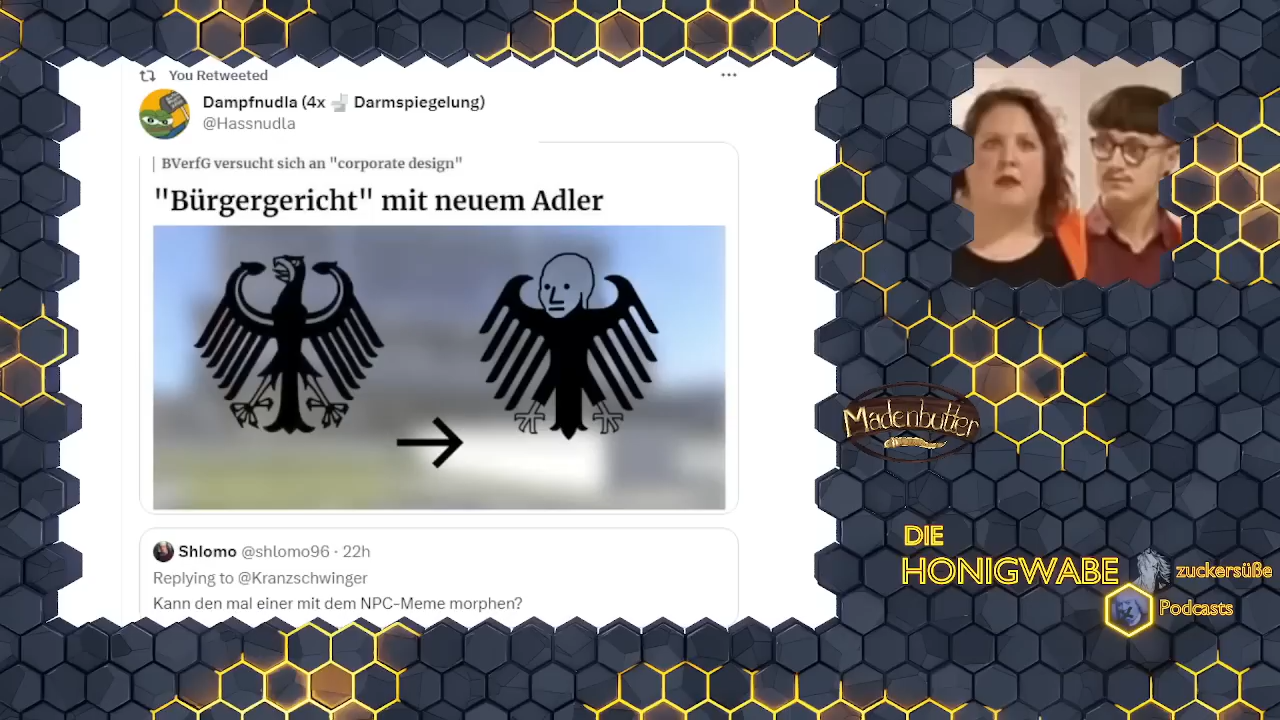 You Retweeted
Dampfnudla (4x 🚽 Darmspiegelung)
@Hassnudla
| BVerfG versucht sich an "corporate design"
"Bürgergericht" mit neuem Adler
Shlomo @shlomo96 · 22h
Replying to @Kranzschwinger
Kann den mal einer mit dem NPC-Meme morphen?
Madenbutter
DIE
HONIGWABE
zuckersüße
Podcasts